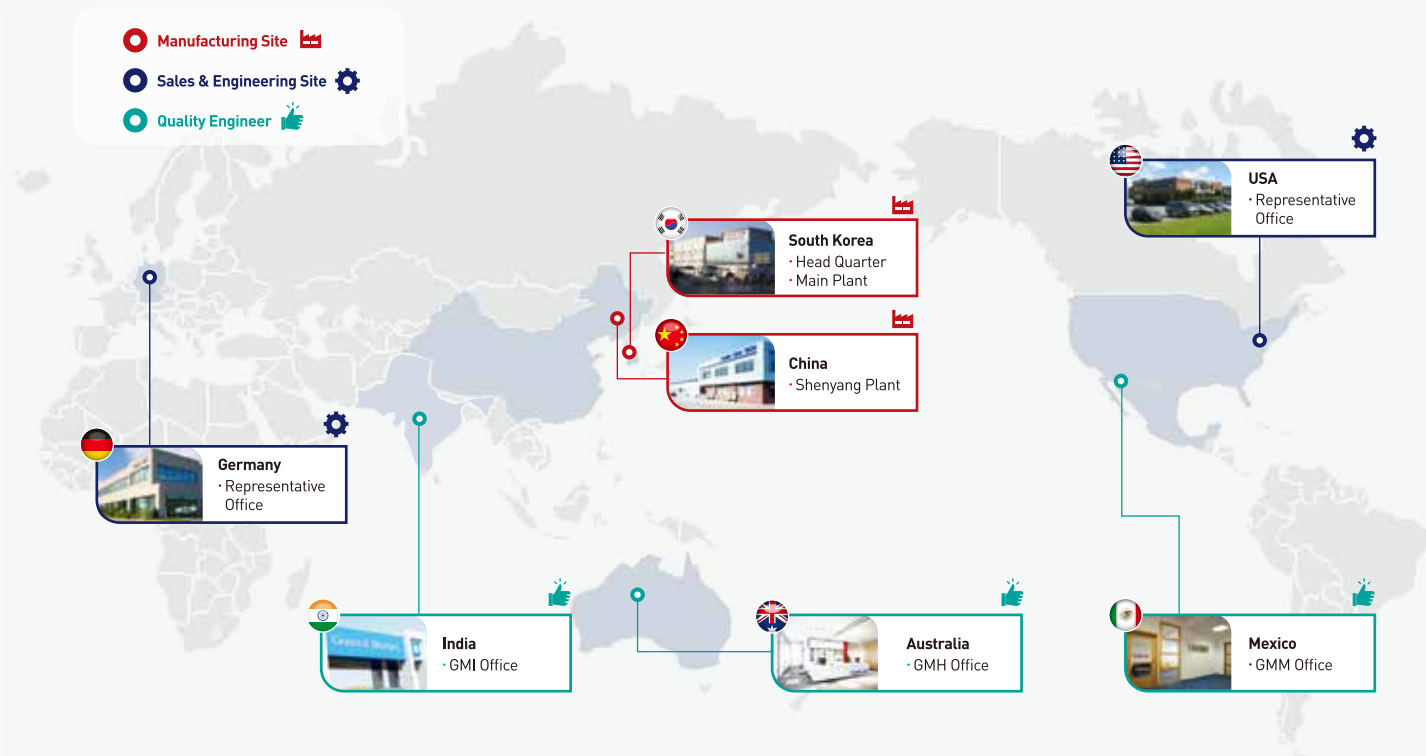 Manufacturing Site
Sales & Engineering Site
Quality Engineer
USA
· Representative
Office
South Korea
· Head Quarter
· Main Plant
China
· Shenyang Plant
Germany
· Representative
Office
India
· GMI Office
Australia
· GMH Office
Mexico
· GMM Office